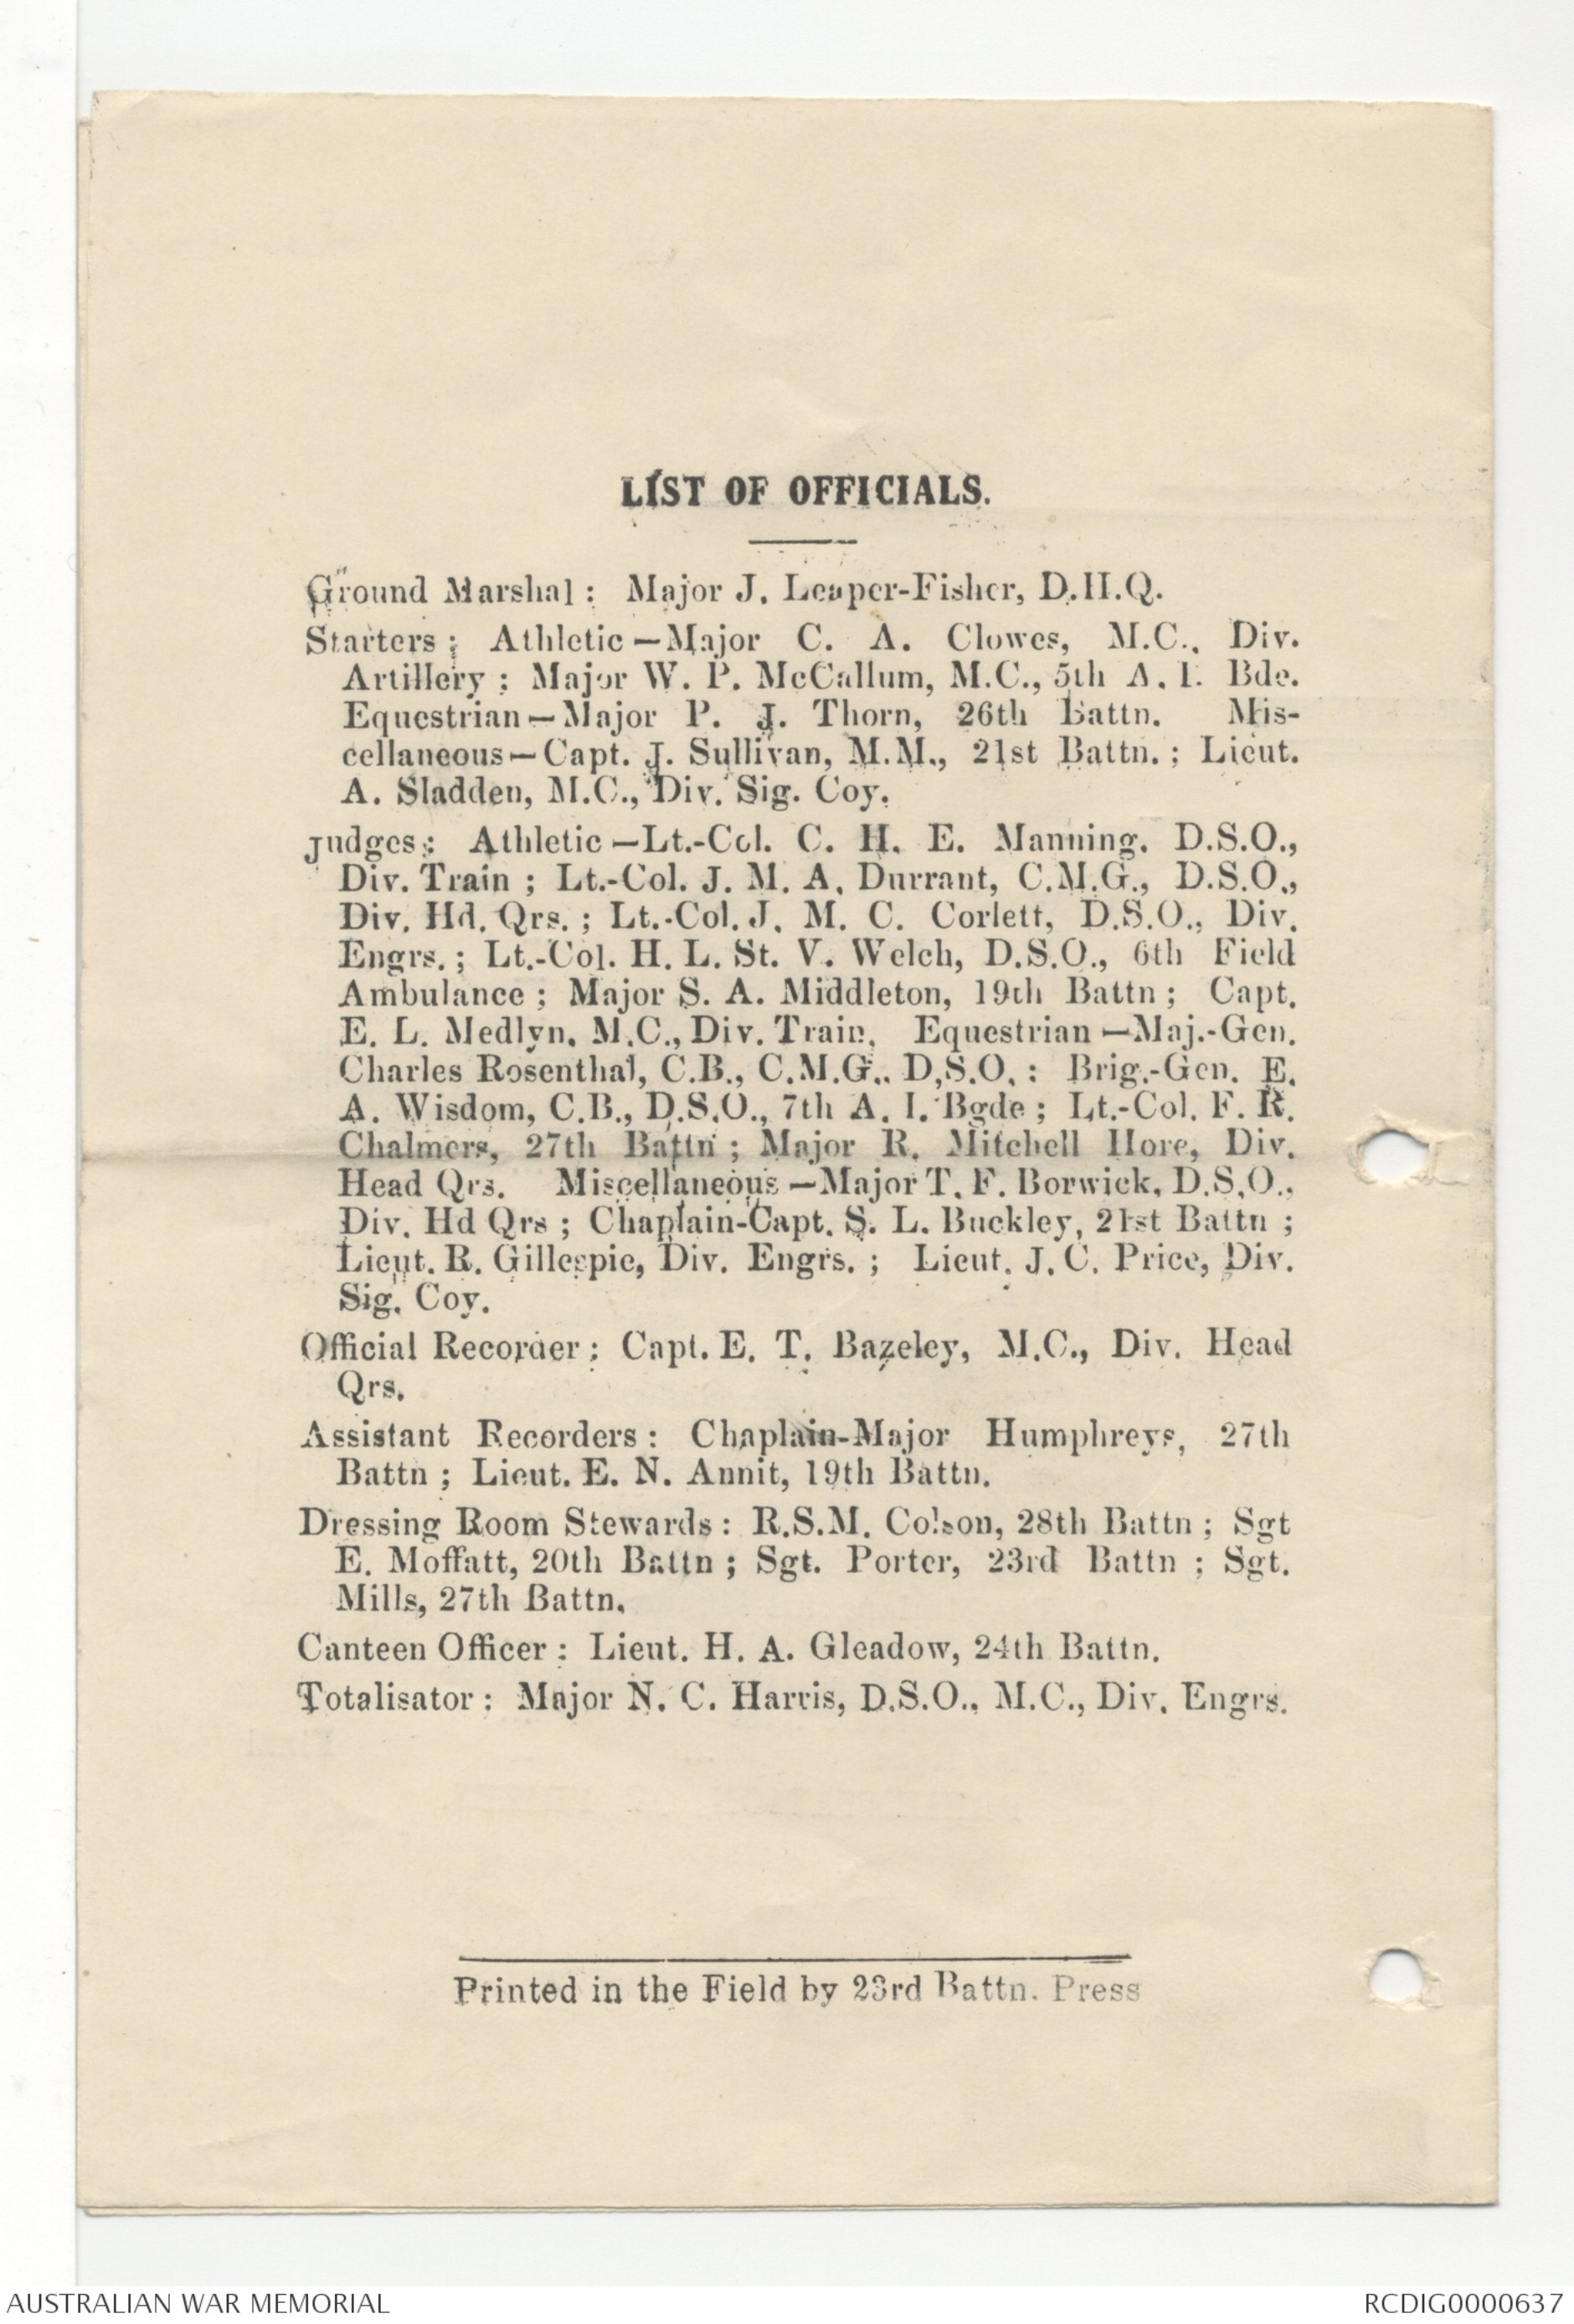 LIST OF OFFICIALS.
Ground Marshal : Major J. Leaper-Fisher, D.H.Q.
Starters : Athletic—Major C. A. Clowes, M.C., Div.
Artillery ; Major W. P. McCallum, M.C., 5th A. I. Bde.
Equestrian—Major P. J. Thorn, 26th Battn. Mis-
cellaneous—Capt. J. Sullivan, M.M., 21st Battn. ; Lieut.
A. Sladden, M.C., Div. Sig. Coy.
Judges : Athletic—Lt.-Col. C. H. E. Manning. D.S.O.,
Div. Train ; Lt.-Col. J. M. A. Durrant, C.M.G., D.S.O.,
Div. Hd. Qrs. ; Lt.-Col. J. M. C. Corlett, D.S.O., Div.
Engrs. ; Lt.-Col. H. L. St. V. Welch, D.S.O., 6th Field
Ambulance ; Major S. A. Middleton, 19th Battn ; Capt.
E. L. Medlyn, M.C., Div. Train. Equestrian—Maj.-Gen.
Charles Rosenthal, C.B., C.M.G., D.S.O. : Brig.-Gen. E.
A. Wisdom, C.B., D.S.O., 7th A. I. Bgde ; Lt.-Col. F. R.
Chalmers, 27th Battn ; Major R. Mitchell Hore, Div.
Head Qrs. Miscellaneous—Major T. F. Borwick, D.S.O.,
Div. Hd Qrs ; Chaplain-Capt. S. L. Buckley, 21st Battn ;
Lieut. R. Gillespie, Div. Engrs. ; Lieut. J. C. Price, Div.
Sig. Coy.
Official Recorder : Capt. E. T. Bazeley, M.C., Div. Head
Qrs.
Assistant Recorders : Chaplain-Major Humphreys, 27th
Battn ; Lieut. E. N. Annit, 19th Battn.
Dressing Room Stewards : R.S.M. Colson, 28th Battn ; Sgt
E. Moffatt, 20th Battn ; Sgt. Porter, 23rd Battn ; Sgt.
Mills, 27th Battn.
Canteen Officer : Lieut. H. A. Gleadow, 24th Battn.
Totalisator : Major N. C. Harris, D.S.O., M.C., Div. Engrs.
Printed in the Field by 23rd Battn. Press
AUSTRALIAN WAR MEMORIAL
RCDIG0000637